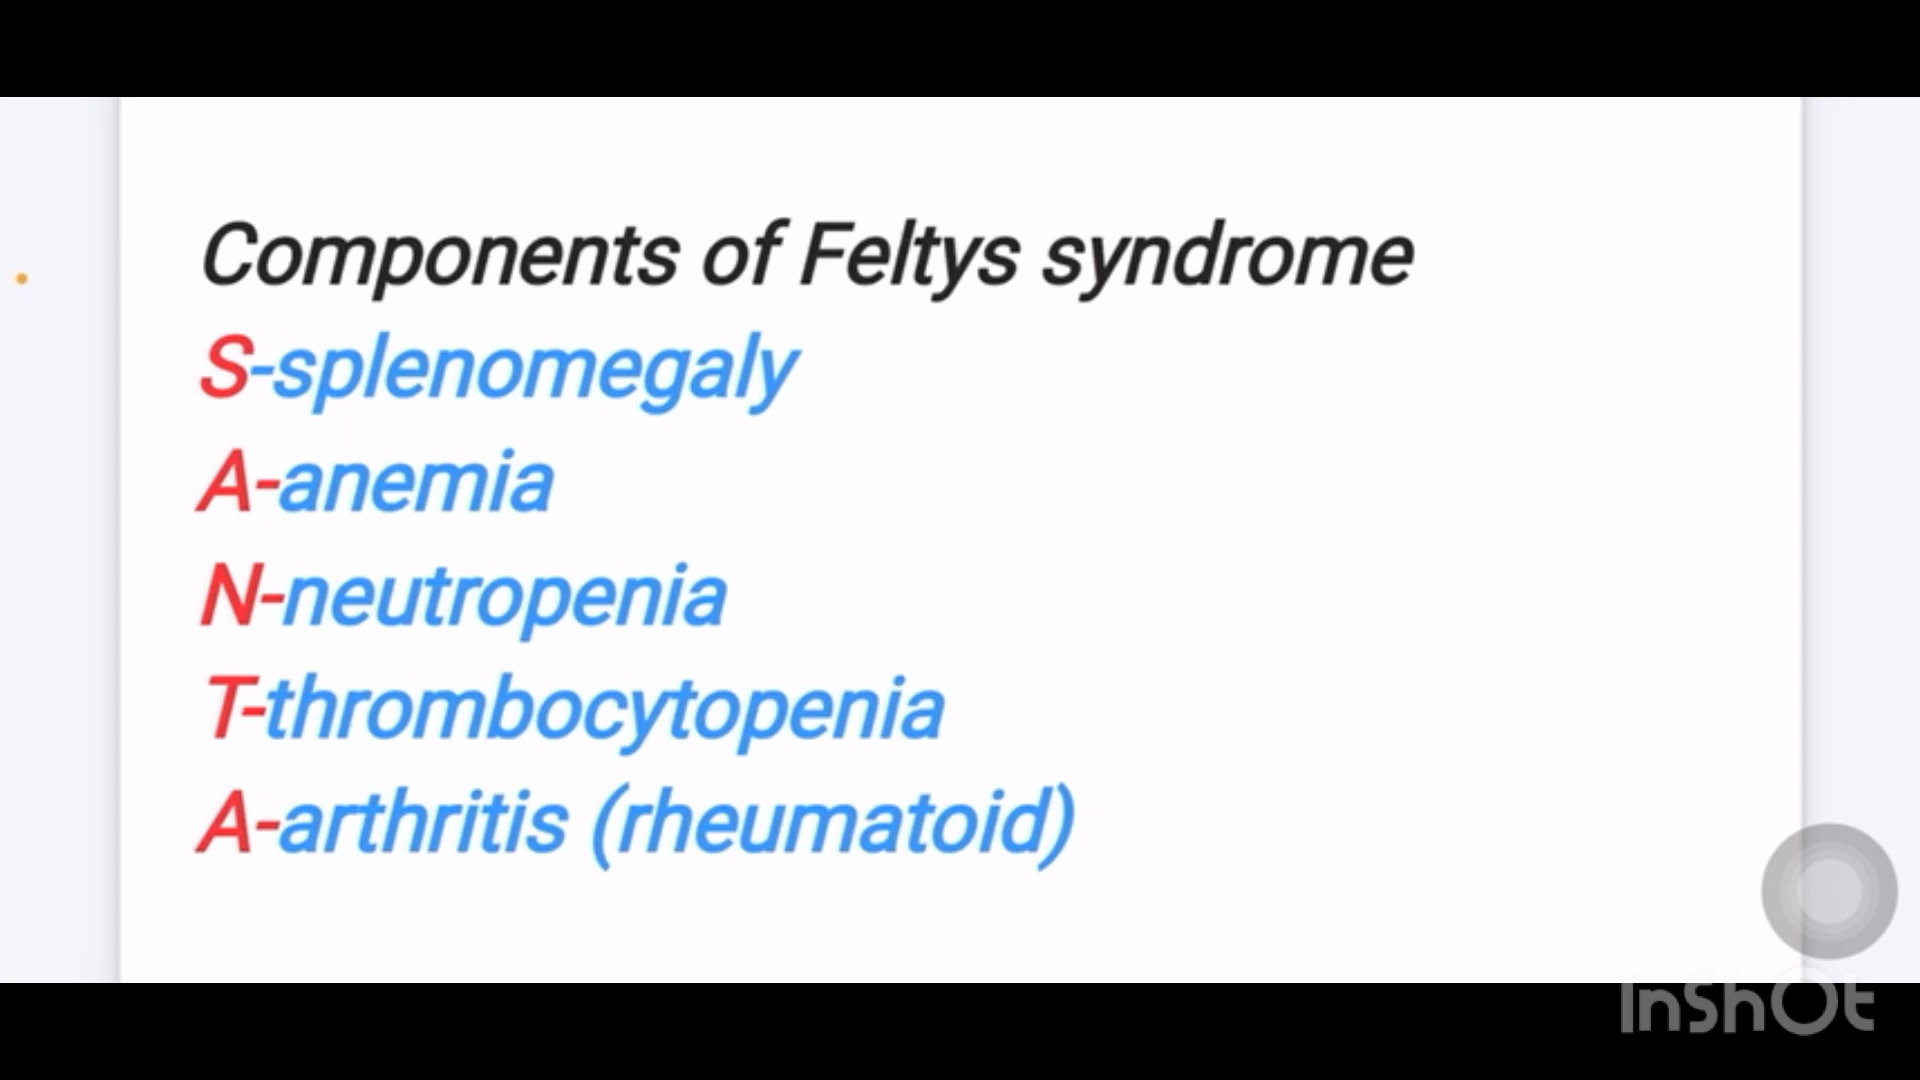 Components of Feltys syndrome
S-splenomegaly
A-anemia
N-neutropenia
T-thrombocytopenia
A-arthritis (rheumatoid)
InShOt